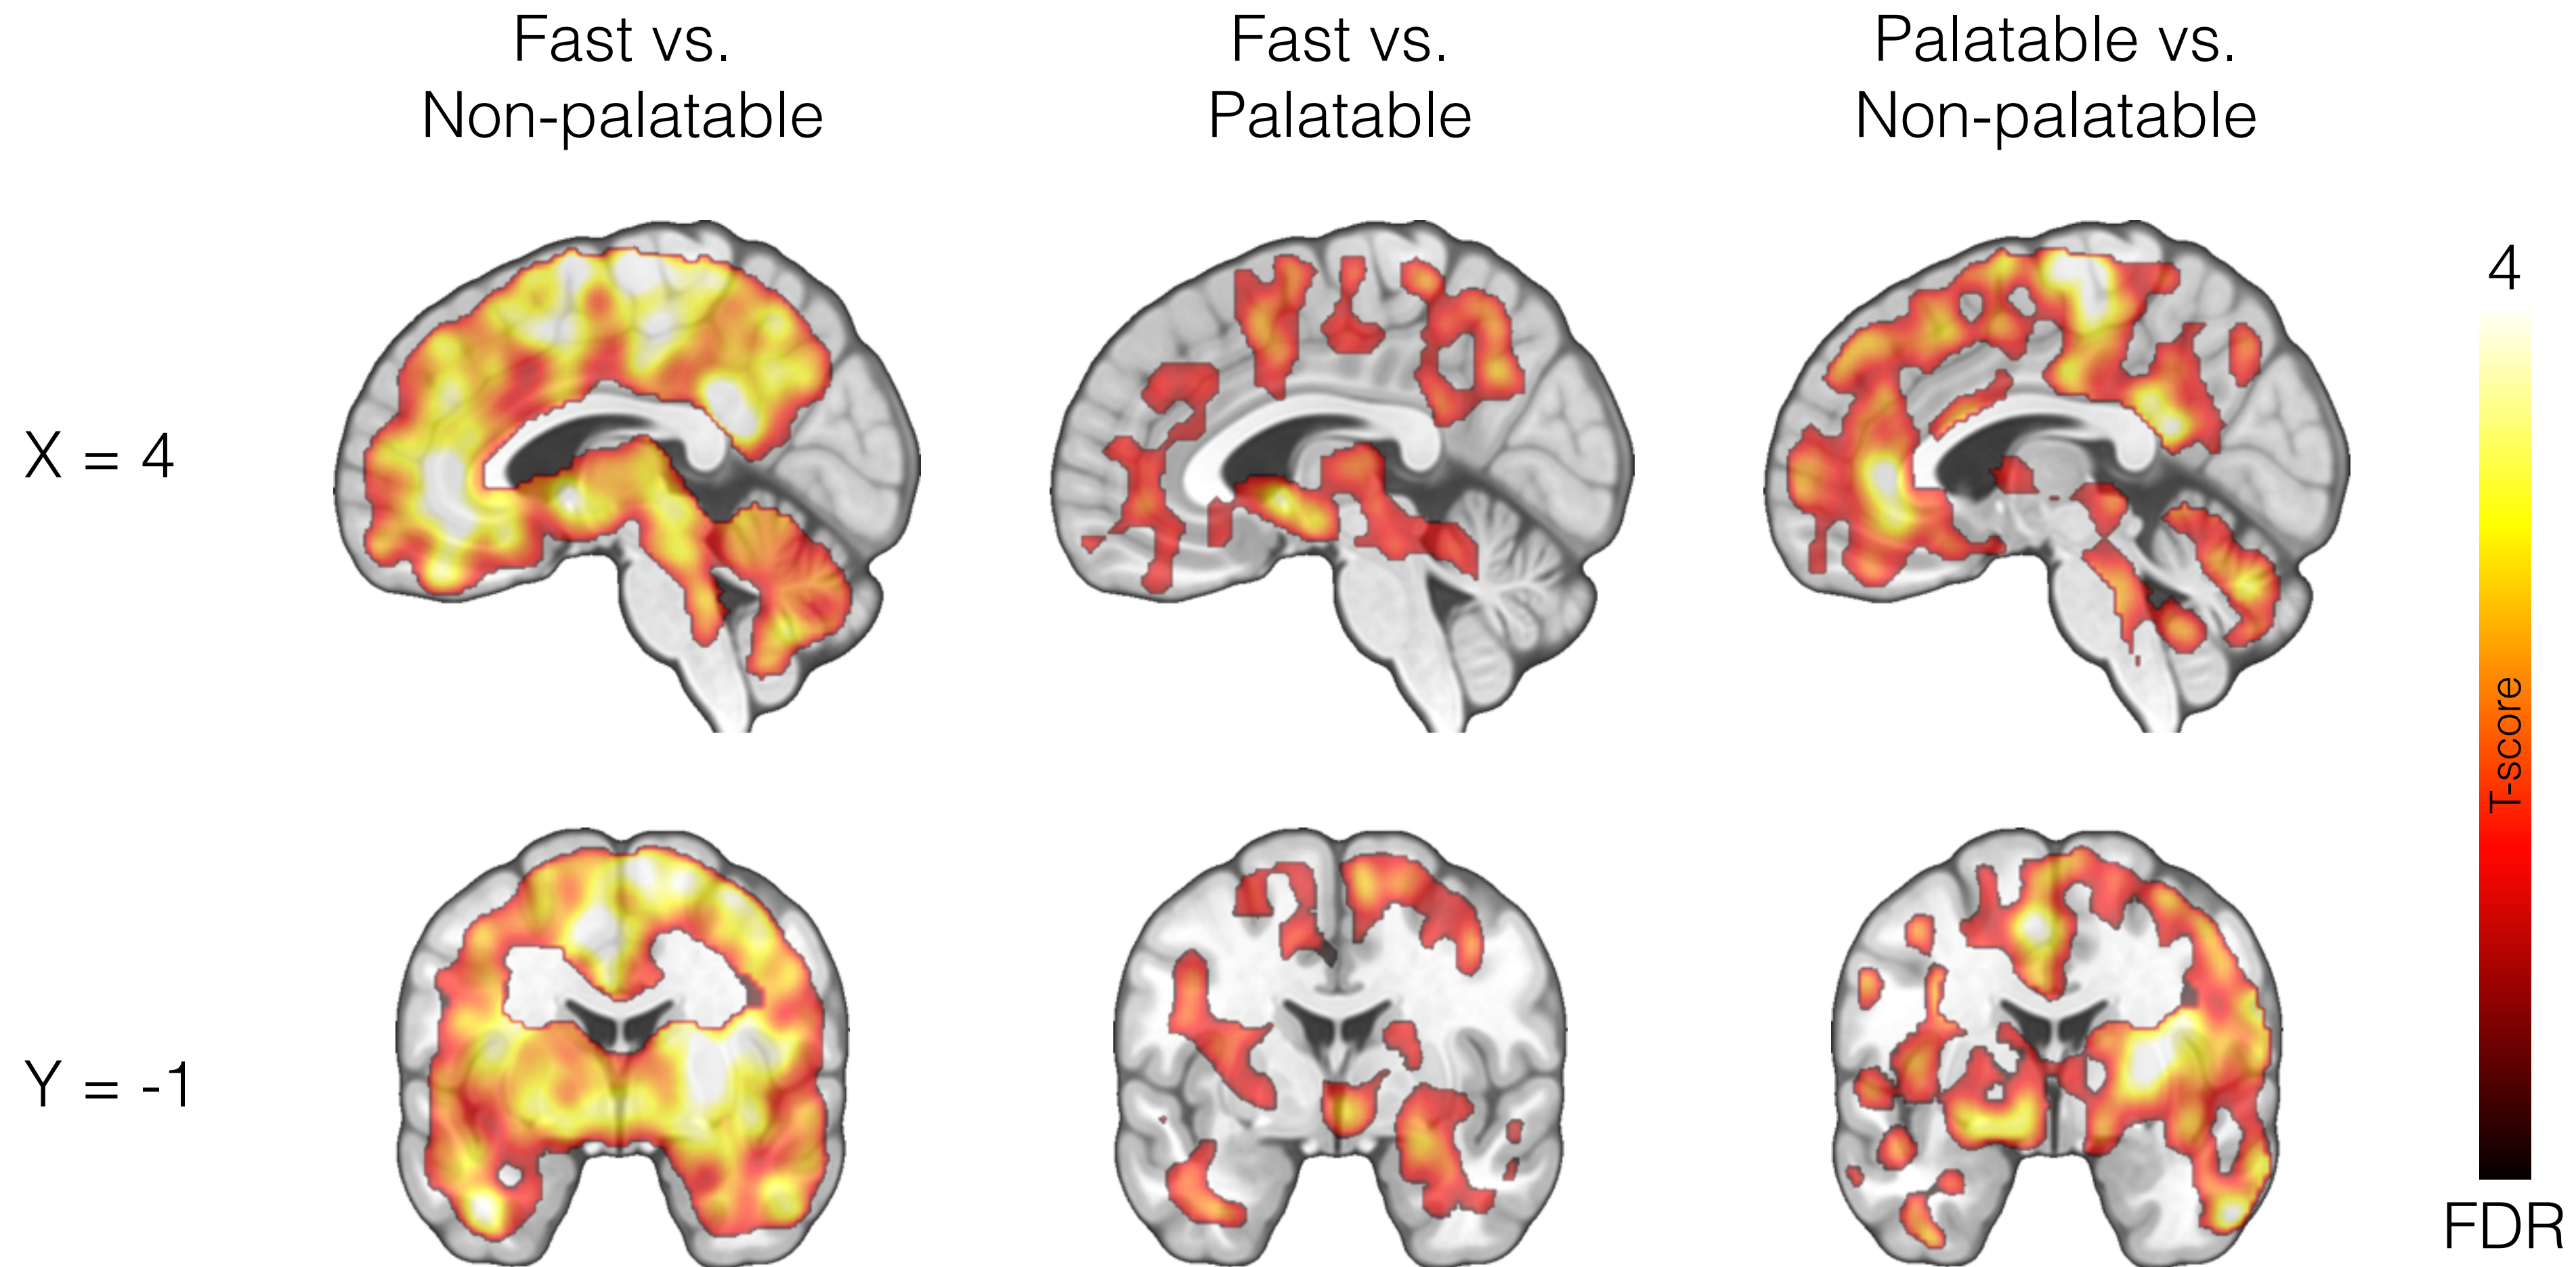 Fast vs.
Non-palatable
Fast vs.
Palatable
Palatable vs.
Non-palatable
X = 4
Y = -1
4
T-score
FDR